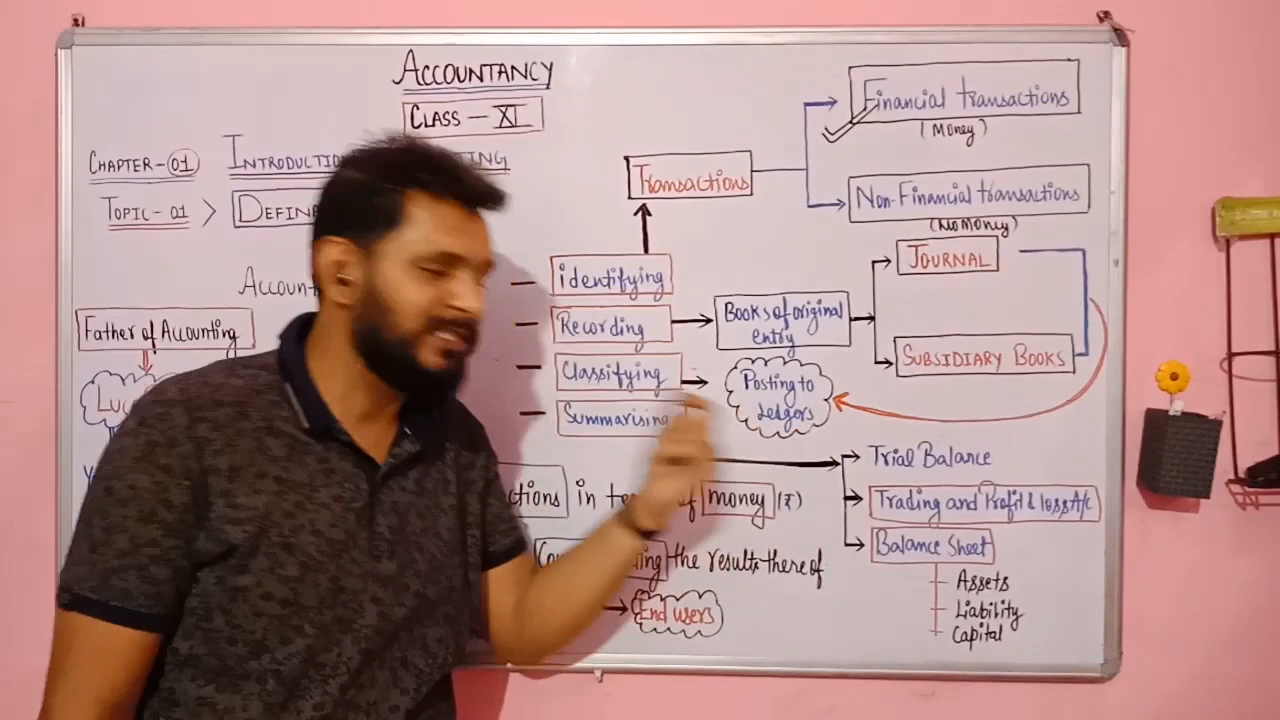 ACCOUNTANCY
CLASS - XI
CHAPTER-01
TOPIC-01 >
Financial transactions
(Money)
Transactions
Non-Financial transactions
(No Money)
identifying
Recording
Classifying
Summarising
Books of original
entry
JOURNAL
SUBSIDIARY BOOKS
Posting to
Ledgers
Father of Accounting
Trial Balance
Trading and Profit & loss A/c
Balance Sheet
Assets
Liability
Capital
in of money (₹)
the results there of
End users